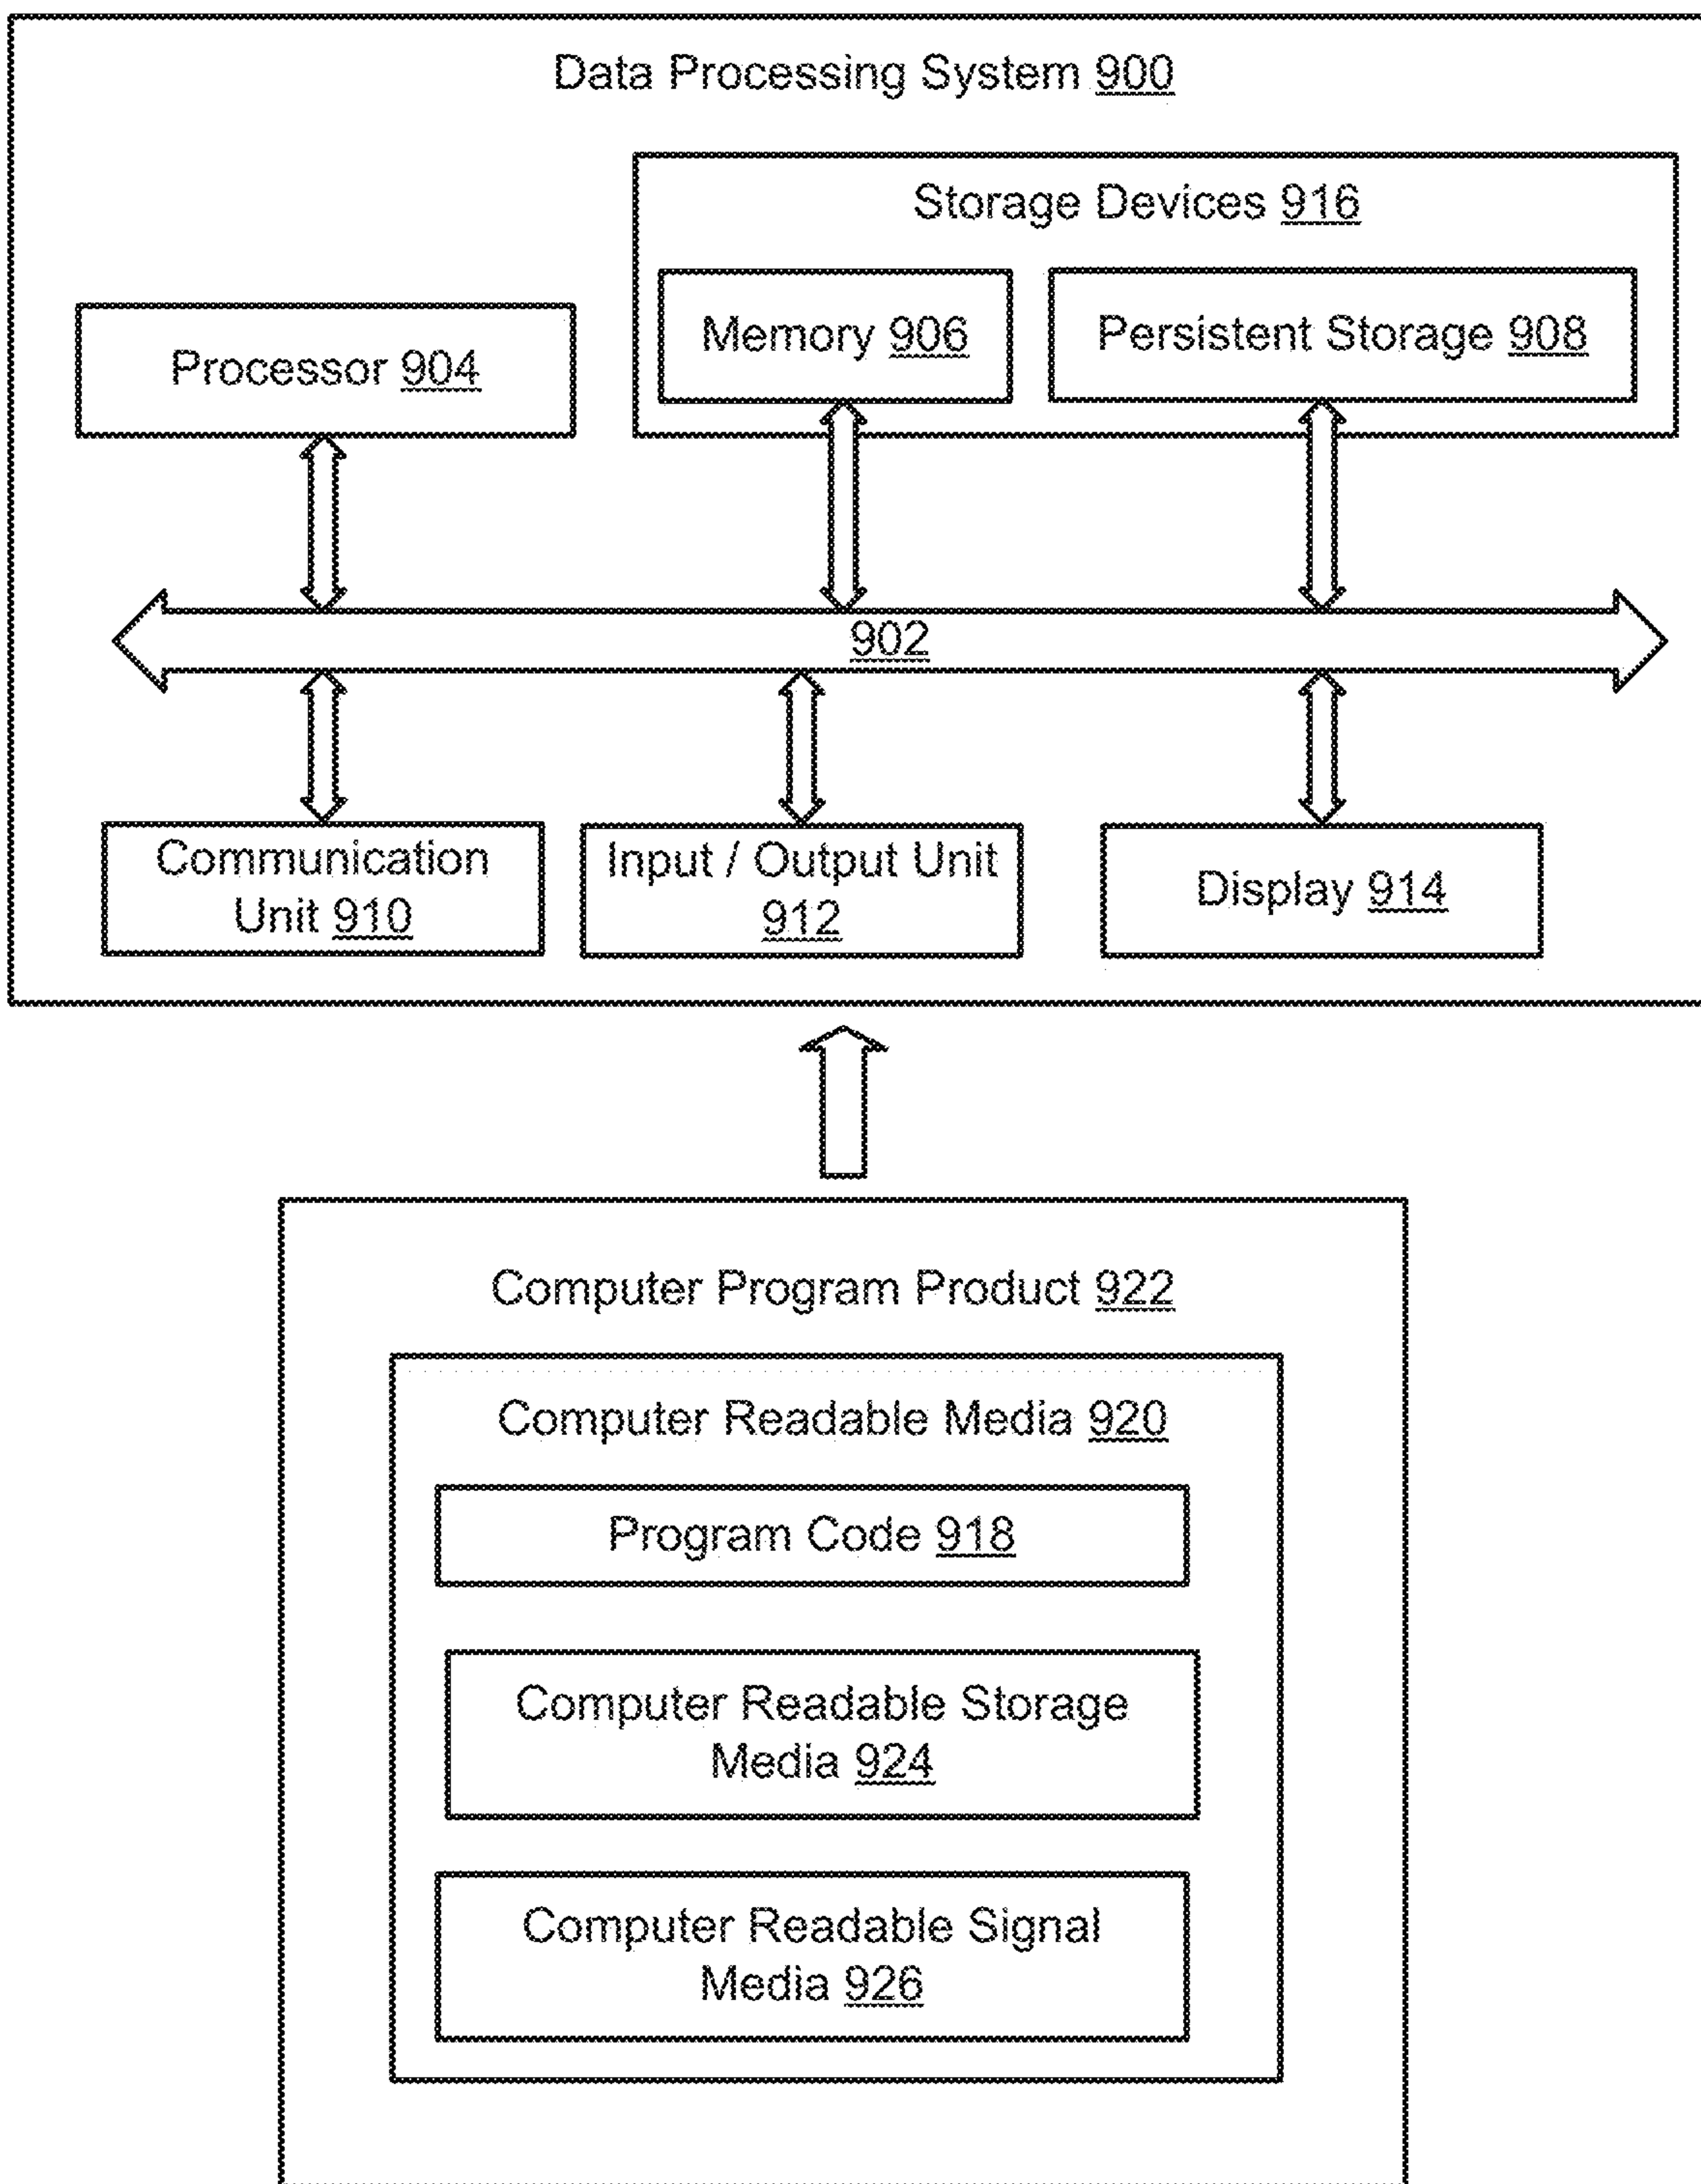 Data Processing System 900
Storage Devices 916
Memory 906
Persistent Storage 908
Processor 904
902
Communication
Unit 910
Input / Output Unit
912
Display 914
Computer Program Product 922
Computer Readable Media 920
Program Code 918
Computer Readable Storage
Media 924
Computer Readable Signal
Media 926